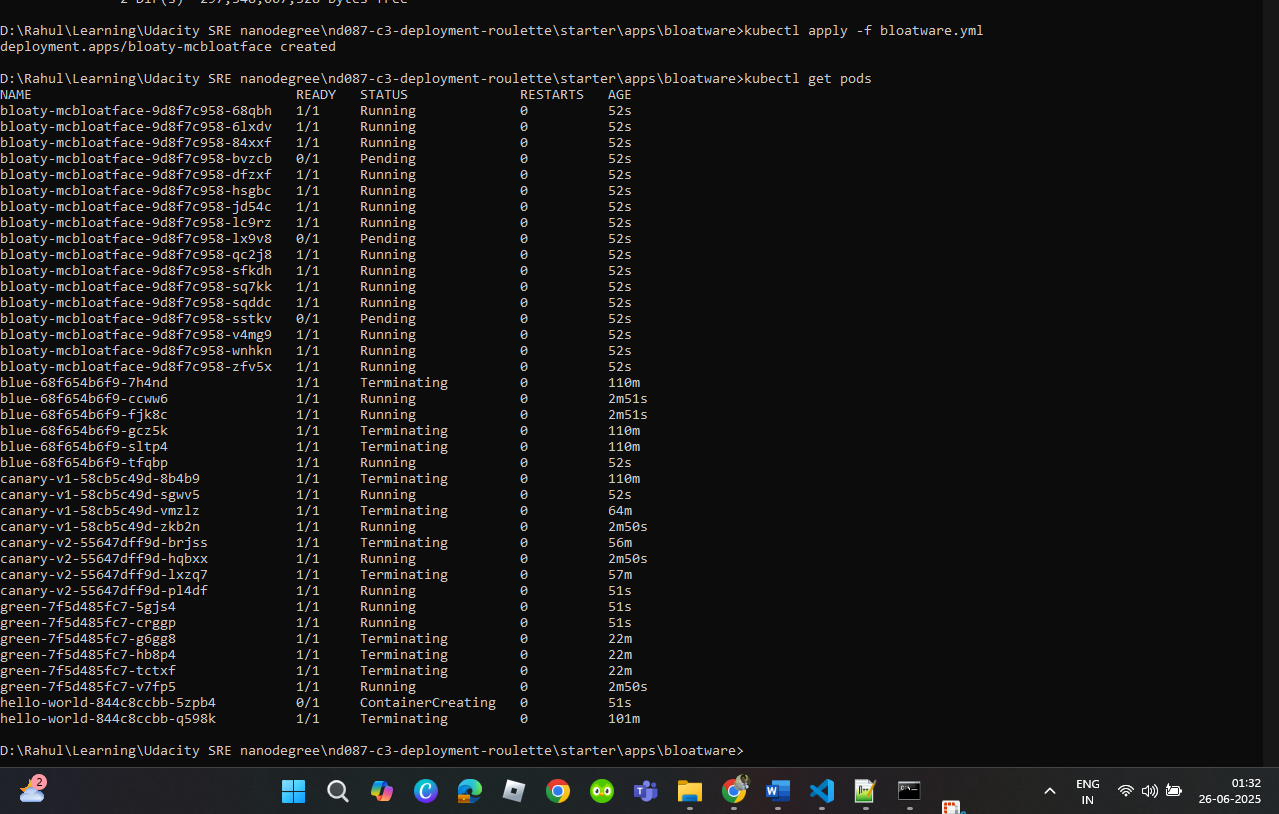 D:\Rahul\Learning\Udacity SRE nanodegree\nd087-c3-deployment-roulette\starter\apps\bloatware>kubectl apply -f bloatware.yml
deployment.apps/bloaty-mcbloatface created
D:\Rahul\Learning\Udacity SRE nanodegree\nd087-c3-deployment-roulette\starter\apps\bloatware>kubectl get pods
NAME READY STATUS RESTARTS AGE
bloaty-mcbloatface-9d8f7c958-68qbh 1/1 Running 0 52s
bloaty-mcbloatface-9d8f7c958-6lxdv 1/1 Running 0 52s
bloaty-mcbloatface-9d8f7c958-84xxf 1/1 Running 0 52s
bloaty-mcbloatface-9d8f7c958-bvzcb 0/1 Pending 0 52s
bloaty-mcbloatface-9d8f7c958-dfzxf 1/1 Running 0 52s
bloaty-mcbloatface-9d8f7c958-hsgbc 1/1 Running 0 52s
bloaty-mcbloatface-9d8f7c958-jd54c 1/1 Running 0 52s
bloaty-mcbloatface-9d8f7c958-lc9rz 1/1 Running 0 52s
bloaty-mcbloatface-9d8f7c958-lx9v8 0/1 Pending 0 52s
bloaty-mcbloatface-9d8f7c958-qc2j8 1/1 Running 0 52s
bloaty-mcbloatface-9d8f7c958-sfkdh 1/1 Running 0 52s
bloaty-mcbloatface-9d8f7c958-sq7kk 1/1 Running 0 52s
bloaty-mcbloatface-9d8f7c958-sqddc 1/1 Running 0 52s
bloaty-mcbloatface-9d8f7c958-sstkv 0/1 Pending 0 52s
bloaty-mcbloatface-9d8f7c958-v4mg9 1/1 Running 0 52s
bloaty-mcbloatface-9d8f7c958-wnhkn 1/1 Running 0 52s
bloaty-mcbloatface-9d8f7c958-zfv5x 1/1 Running 0 52s
blue-68f654b6f9-7h4nd 1/1 Terminating 0 110m
blue-68f654b6f9-ccww6 1/1 Running 0 2m51s
blue-68f654b6f9-fjk8c 1/1 Running 0 2m51s
blue-68f654b6f9-gcz5k 1/1 Terminating 0 110m
blue-68f654b6f9-sltp4 1/1 Terminating 0 110m
blue-68f654b6f9-tfqbp 1/1 Running 0 52s
canary-v1-58cb5c49d-8b4b9 1/1 Terminating 0 110m
canary-v1-58cb5c49d-sgwv5 1/1 Running 0 52s
canary-v1-58cb5c49d-vmzlz 1/1 Terminating 0 64m
canary-v1-58cb5c49d-zkb2n 1/1 Running 0 2m50s
canary-v2-55647dff9d-brjss 1/1 Terminating 0 56m
canary-v2-55647dff9d-hqbxx 1/1 Running 0 2m50s
canary-v2-55647dff9d-lxzq7 1/1 Terminating 0 57m
canary-v2-55647dff9d-pl4df 1/1 Running 0 51s
green-7f5d485fc7-5gjs4 1/1 Running 0 51s
green-7f5d485fc7-crggp 1/1 Running 0 51s
green-7f5d485fc7-g6gg8 1/1 Terminating 0 22m
green-7f5d485fc7-hb8p4 1/1 Terminating 0 22m
green-7f5d485fc7-tctxf 1/1 Terminating 0 22m
green-7f5d485fc7-v7fp5 1/1 Running 0 2m50s
hello-world-844c8ccbb-5zpb4 0/1 ContainerCreating 0 51s
hello-world-844c8ccbb-q598k 1/1 Terminating 0 101m
D:\Rahul\Learning\Udacity SRE nanodegree\nd087-c3-deployment-roulette\starter\apps\bloatware>
2
ENG
IN
01:32
26-06-2025